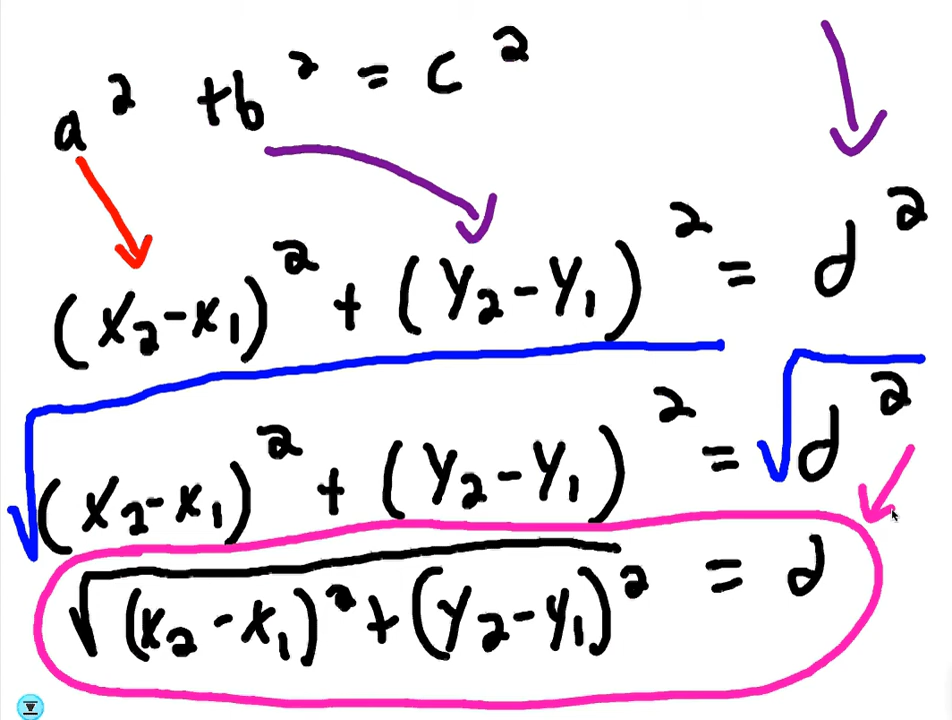 a² + b² = c²
(x₂-x₁)² + (y₂-y₁)² = d²
√(x₂-x₁)² + (y₂-y₁)² = √d²
√(x₂-x₁)² + (y₂-y₁)² = d